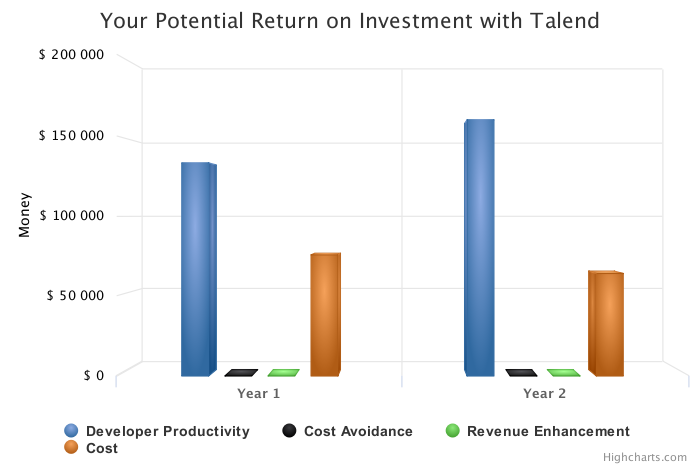 Your Potential Return on Investment with Talend
$ 200 000
$ 150 000
$ 100 000
$ 50 000
$ 0
Money
Year 1
Year 2
Developer Productivity
Cost Avoidance
Revenue Enhancement
Cost
Highcharts.com